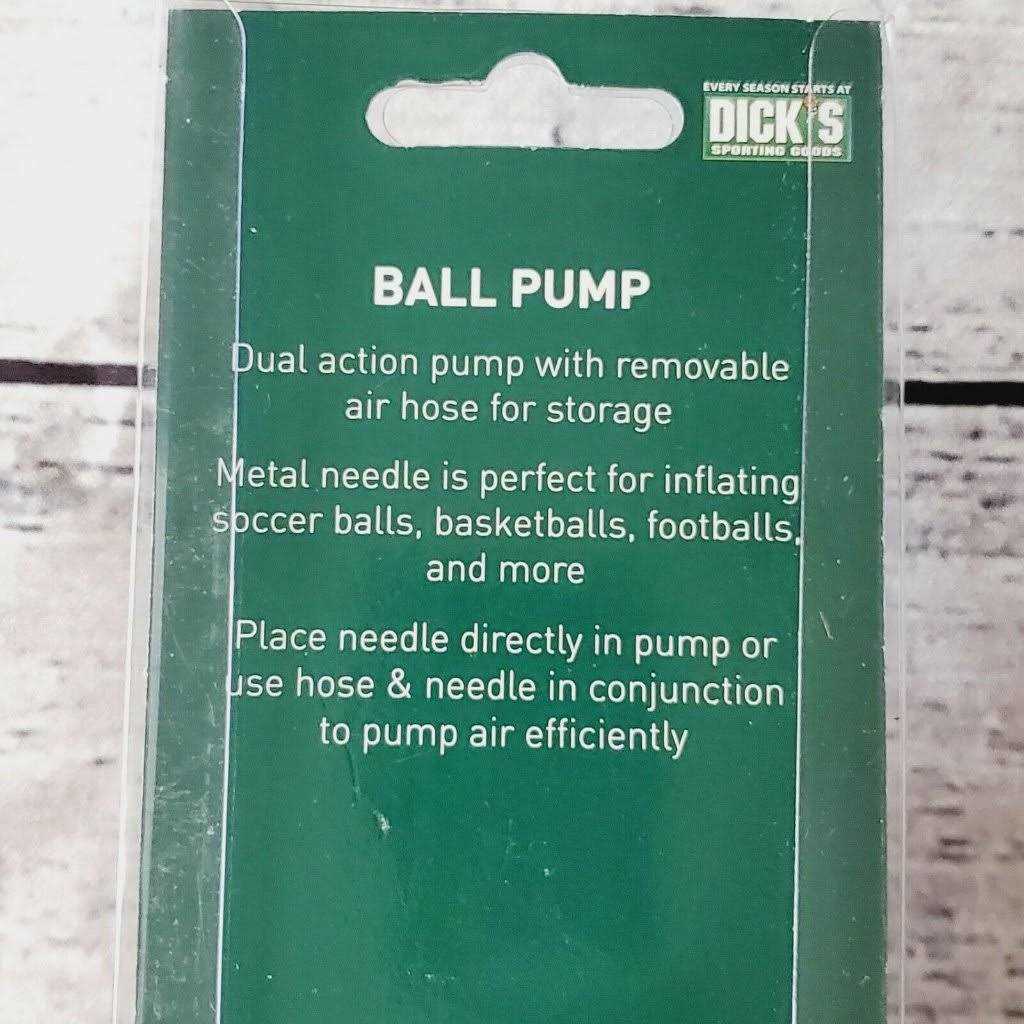 EVERY SEASON STARTS AT
DICK'S
SPORTING GOODS
BALL PUMP
Dual action pump with removable
air hose for storage
Metal needle is perfect for inflating
soccer balls, basketballs, footballs,
and more
Place needle directly in pump or
use hose & needle in conjunction
to pump air efficiently